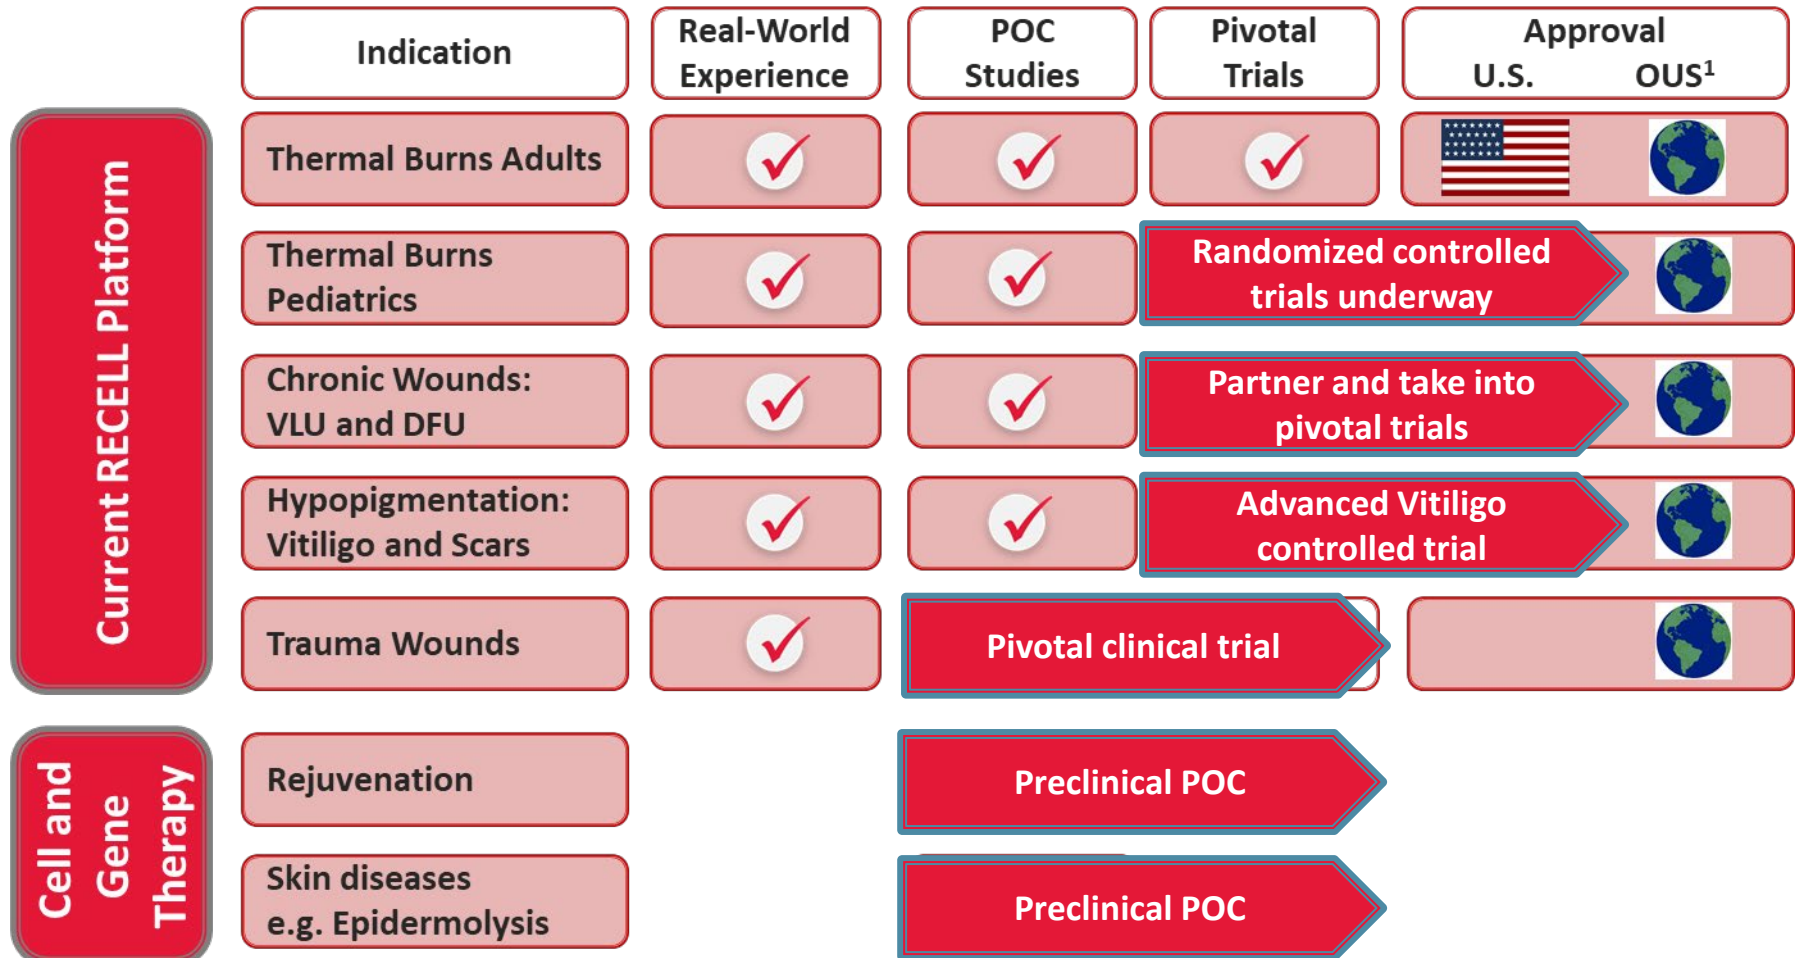 Indication
Real-World
Experience
POC
Studies
Pivotal
Trials
Approval
U.S. OUS¹
Current RECELL Platform
Thermal Burns Adults
Thermal Burns
Pediatrics
Randomized controlled
trials underway
Chronic Wounds:
VLU and DFU
Partner and take into
pivotal trials
Hypopigmentation:
Vitiligo and Scars
Advanced Vitiligo
controlled trial
Trauma Wounds
Pivotal clinical trial
Cell and
Gene
Therapy
Rejuvenation
Preclinical POC
Skin diseases
e.g. Epidermolysis
Preclinical POC